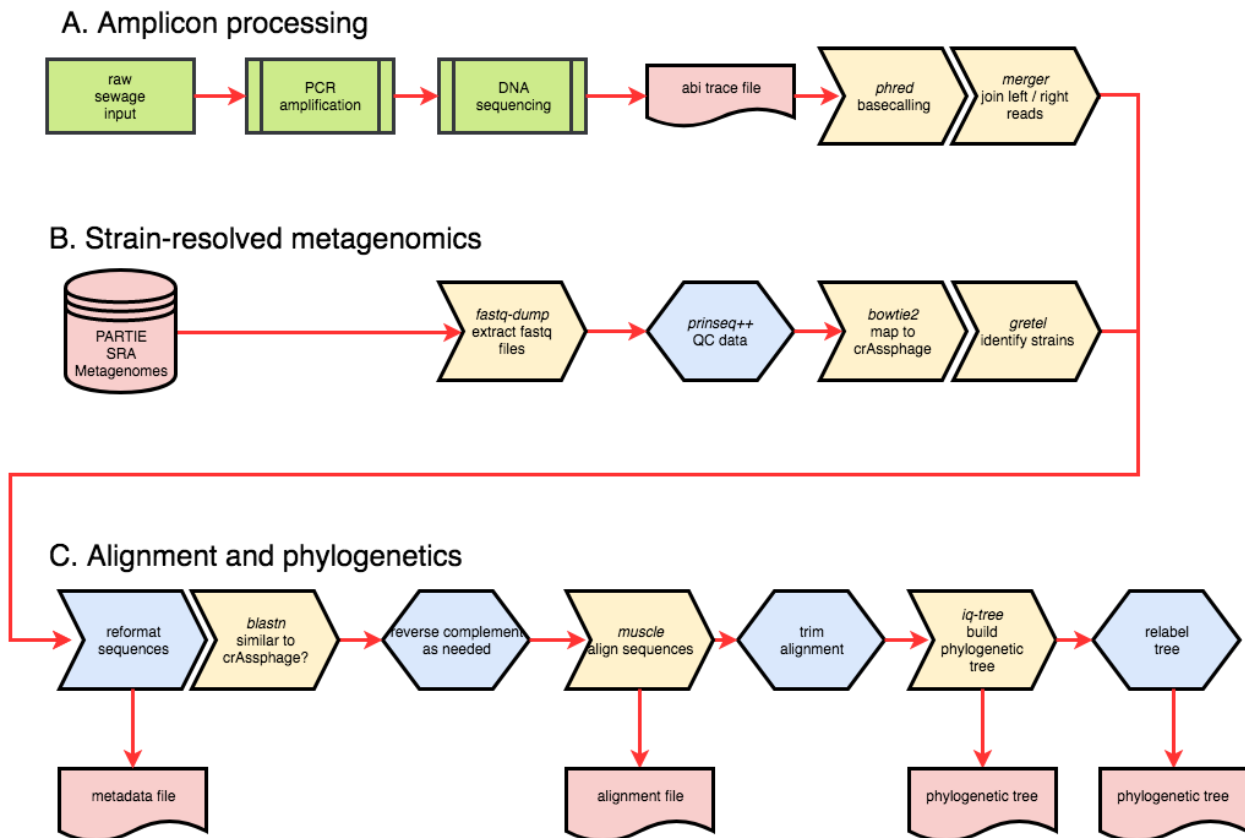 A. Amplicon processing
raw
sewage
input
PCR
amplification
DNA
sequencing
abi trace file
phred
basecalling
merger
join left / right
reads
B. Strain-resolved metagenomics
PARTIE
SRA
Metagenomes
fastq-dump
extract fastq
files
prinseq++
QC data
bowtie2
map to
crAssphage
gretel
identify strains
C. Alignment and phylogenetics
reformat
sequences
blastn
similar to
crAssphage?
reverse complement
as needed
muscle
align sequences
trim
alignment
iq-tree
build
phylogenetic
tree
relabel
tree
metadata file
alignment file
phylogenetic tree
phylogenetic tree